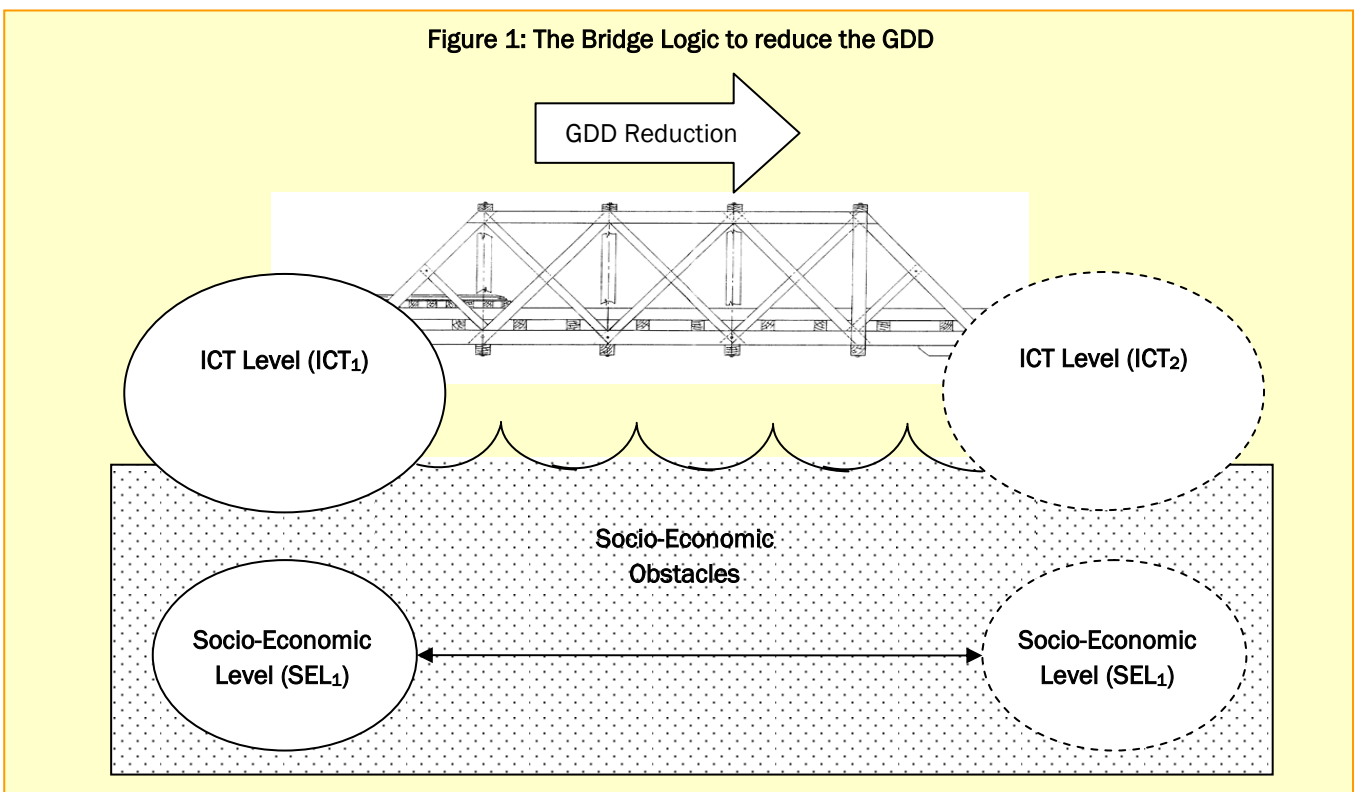 Figure 1: The Bridge Logic to reduce the GDD
GDD Reduction
ICT Level (ICT₁)
ICT Level (ICT₂)
Socio-Economic
Obstacles
Socio-Economic
Level (SEL₁)
Socio-Economic
Level (SEL₁)